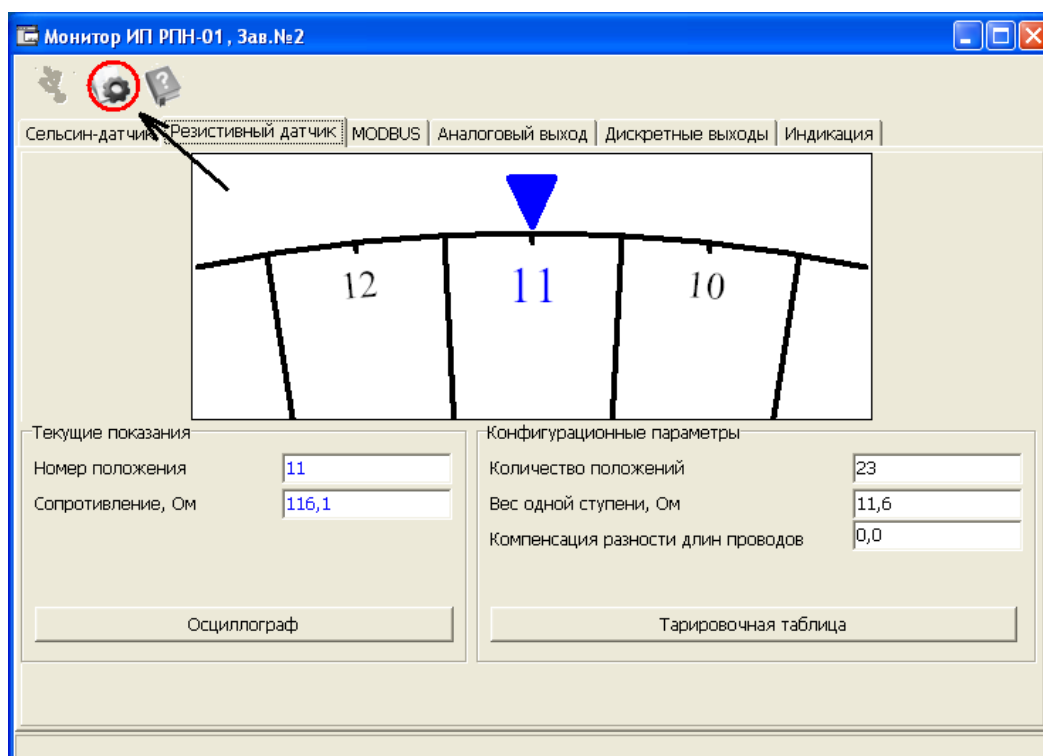 Монитор ИП РПН-01, Зав.№2
Сельсин-датчик Резистивный датчик MODBUS Аналоговый выход Дискретные выходы Индикация
12 11 10
Текущие показания
Номер положения 11
Сопротивление, Ом 116,1
Осциллограф
Конфигурационные параметры
Количество положений 23
Вес одной ступени, Ом 11,6
Компенсация разности длин проводов 0,0
Тарировочная таблица